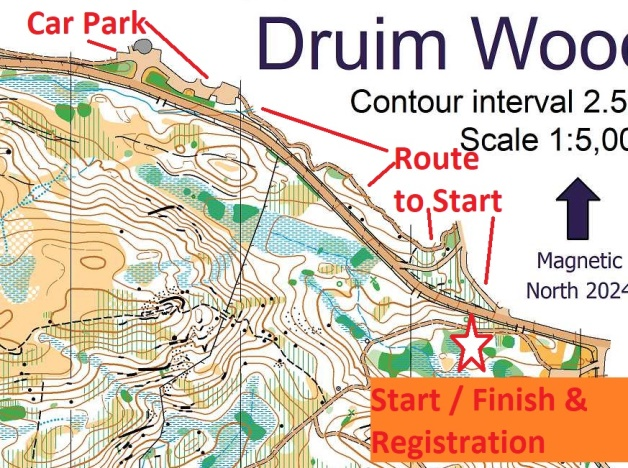 Car Park
Druim Woo
Contour interval 2.5
Scale 1:5,00
Route
to Start
Magnetic
North 2024
Start / Finish &
Registration